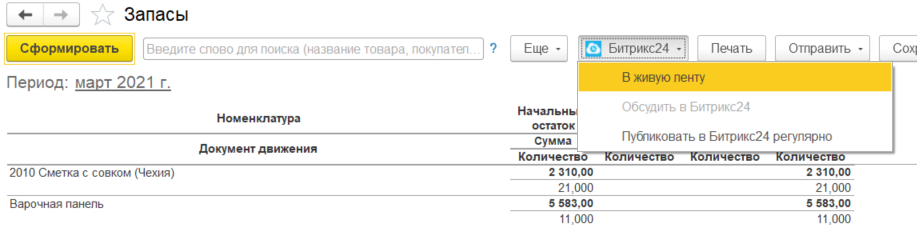 Запасы
Сформировать Введите слово для поиска (название товара, покупател... ? Еще Битрикс24 Печать Отправить
Период: март 2021 г.
В живую ленту
Обсудить в Битрикс24
Публиковать в Битрикс24 регулярно
Номенклатура
остаток
Документ движения Сумма
Количество Количество Количество Количество
2010 Сметка с совком (Чехия) 2 310,00 2 310,00
21,000 21,000
Варочная панель 5 583,00 5 583,00
11,000 11,000